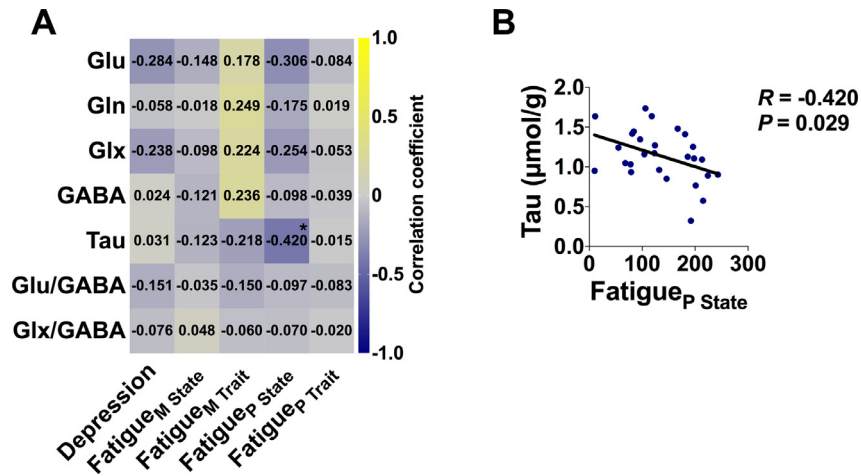 A
Glu -0.284 -0.148 0.178 -0.306 -0.084
Gln -0.058 -0.018 0.249 -0.175 0.019
Glx -0.238 -0.098 0.224 -0.254 -0.053
GABA 0.024 -0.121 0.236 -0.098 -0.039
Tau 0.031 -0.123 -0.218 -0.420* -0.015
Glu/GABA -0.151 -0.035 -0.150 -0.097 -0.083
Glx/GABA -0.076 0.048 -0.060 -0.070 -0.020
Depression
FatigueM State
FatigueM Trait
FatigueP State
FatigueP Trait
1.0
0.5
0
-0.5
-1.0
Correlation coefficient
B
R = -0.420
P = 0.029
Tau (µmol/g)
2.0
1.5
1.0
0.5
0.0
0 100 200 300
FatigueP State